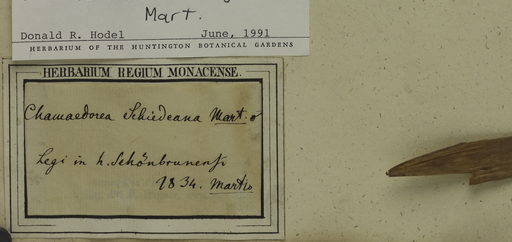 Mart.
Donald R. Hodel June, 1991
HERBARIUM OF THE HUNTINGTON BOTANICAL GARDENS
HERBARIUM REGIUM MONACENSE.
Chamaedorea Schiedeana Mart. ♂
Legi in h. Schönbrunensi
1834. Martio